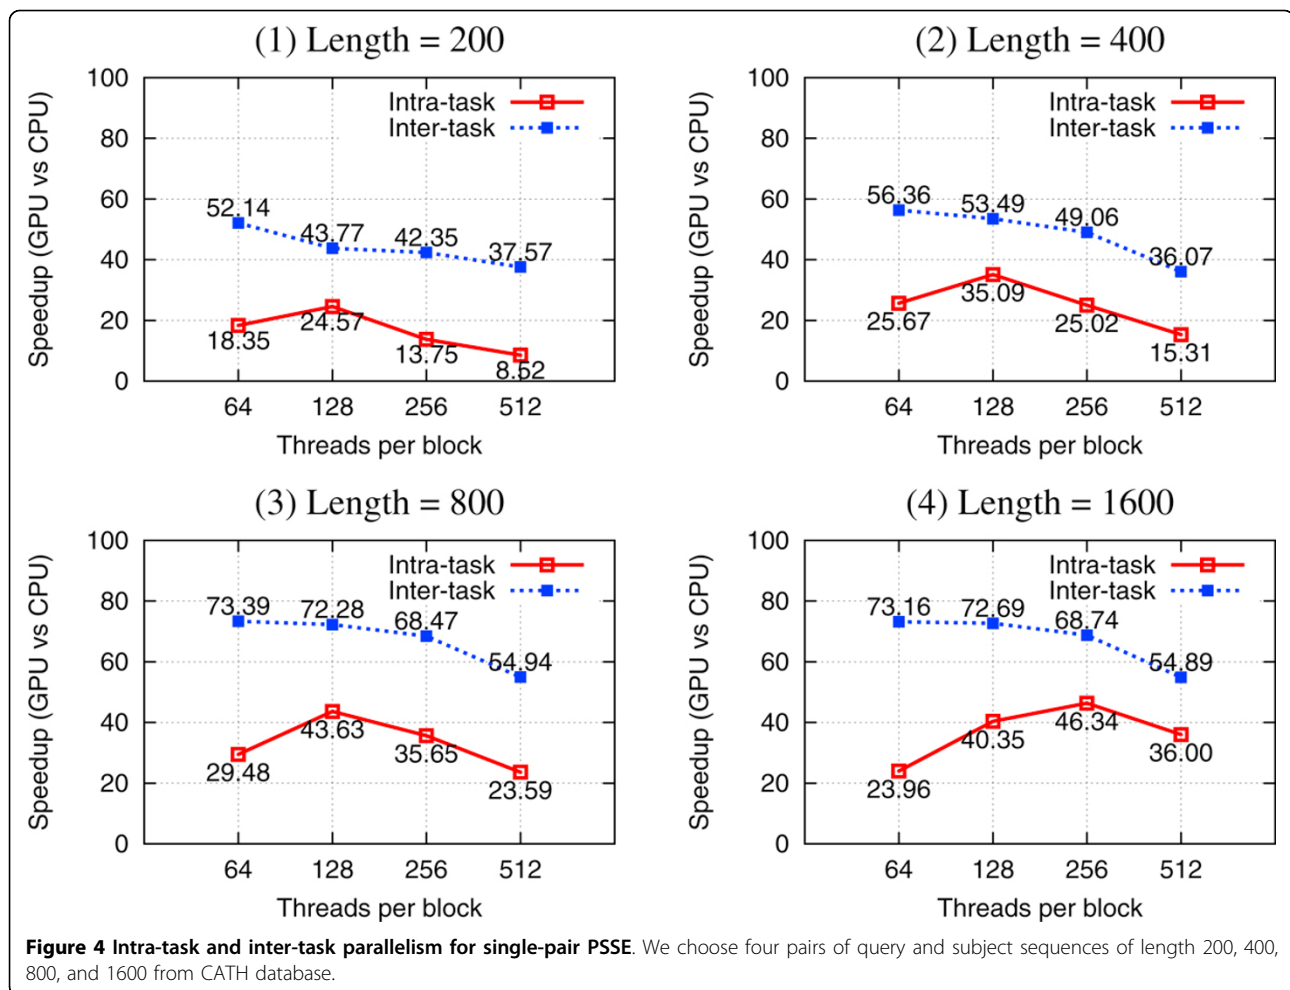 (1) Length = 200
Speedup (GPU vs CPU)
100
80
60
40
20
0
Intra-task
Inter-task
52.14
43.77
42.35
37.57
18.35
24.57
13.75
8.52
64 128 256 512
Threads per block
(2) Length = 400
Speedup (GPU vs CPU)
100
80
60
40
20
0
Intra-task
Inter-task
56.36
53.49
49.06
36.07
25.67
35.09
25.02
15.31
64 128 256 512
Threads per block
(3) Length = 800
Speedup (GPU vs CPU)
100
80
60
40
20
0
Intra-task
Inter-task
73.39
72.28
68.47
54.94
29.48
43.63
35.65
23.59
64 128 256 512
Threads per block
(4) Length = 1600
Speedup (GPU vs CPU)
100
80
60
40
20
0
Intra-task
Inter-task
73.16
72.69
68.74
54.89
23.96
40.35
46.34
36.00
64 128 256 512
Threads per block
Figure 4 Intra-task and inter-task parallelism for single-pair PSSE. We choose four pairs of query and subject sequences of length 200, 400,
800, and 1600 from CATH database.